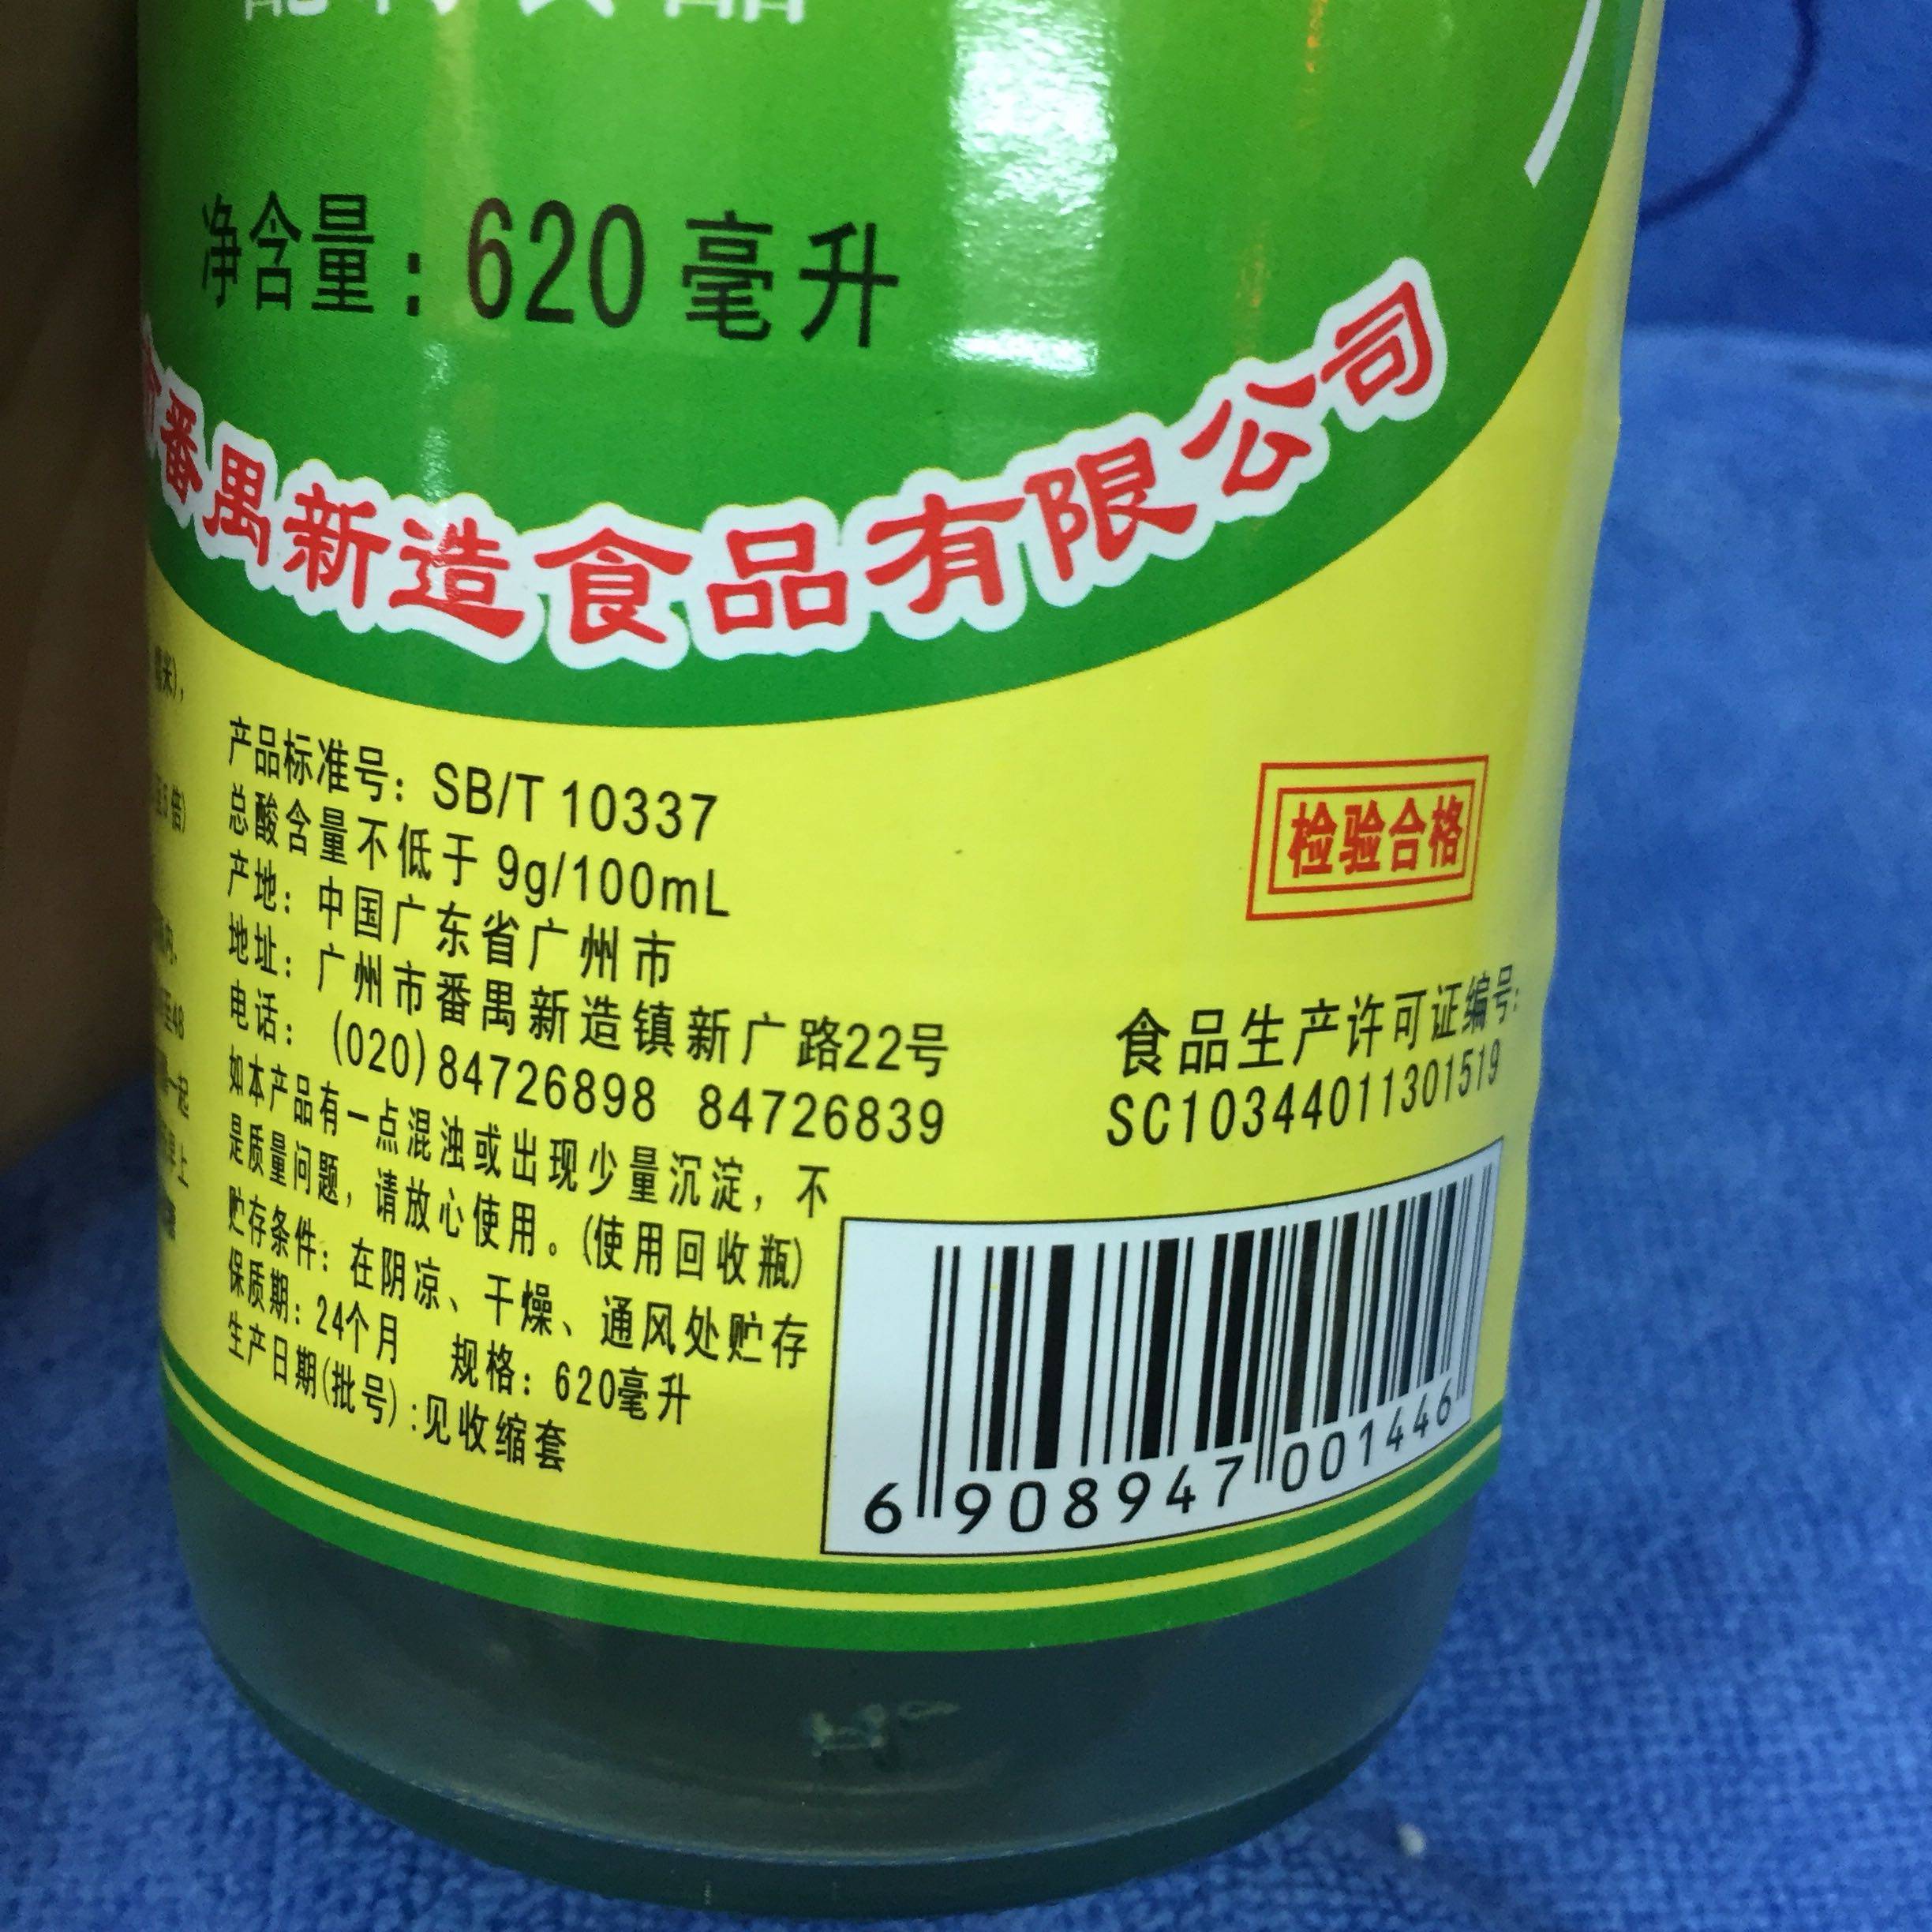 净含量：620毫升
番禺新造食品有限公司
产品标准号：SB/T 10337
总酸含量不低于 9g/100mL
产地：中国广东省广州市
地址：广州市番禺新造镇新广路22号
电话：(020)84726898 84726839
如本产品有一点混浊或出现少量沉淀，不
是质量问题，请放心使用。(使用回收瓶)
贮存条件：在阴凉、干燥、通风处贮存
保质期：24个月 规格：620毫升
生产日期(批号):见收缩套
检验合格
食品生产许可证编号:
SC10344011301519
6 908947 001446